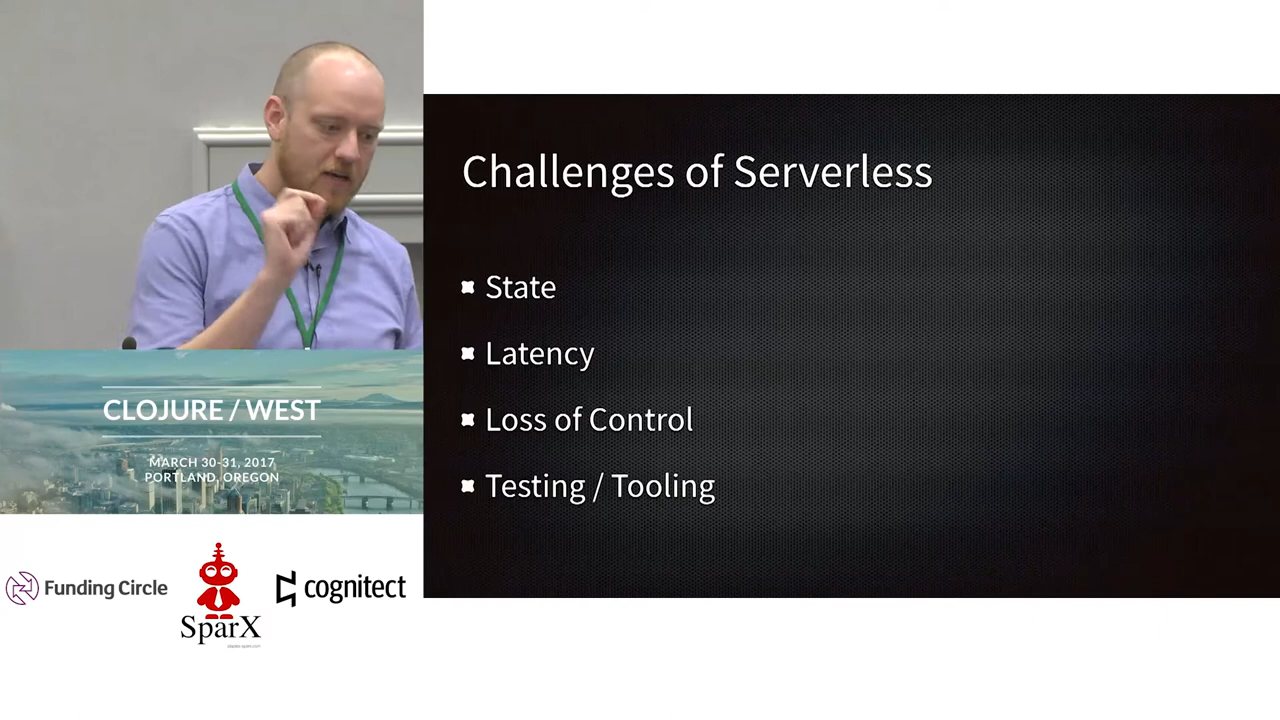 Challenges of Serverless
State
Latency
Loss of Control
Testing / Tooling
CLOJURE / WEST
MARCH 30-31, 2017
PORTLAND, OREGON
Funding Circle
SparX
cognitect